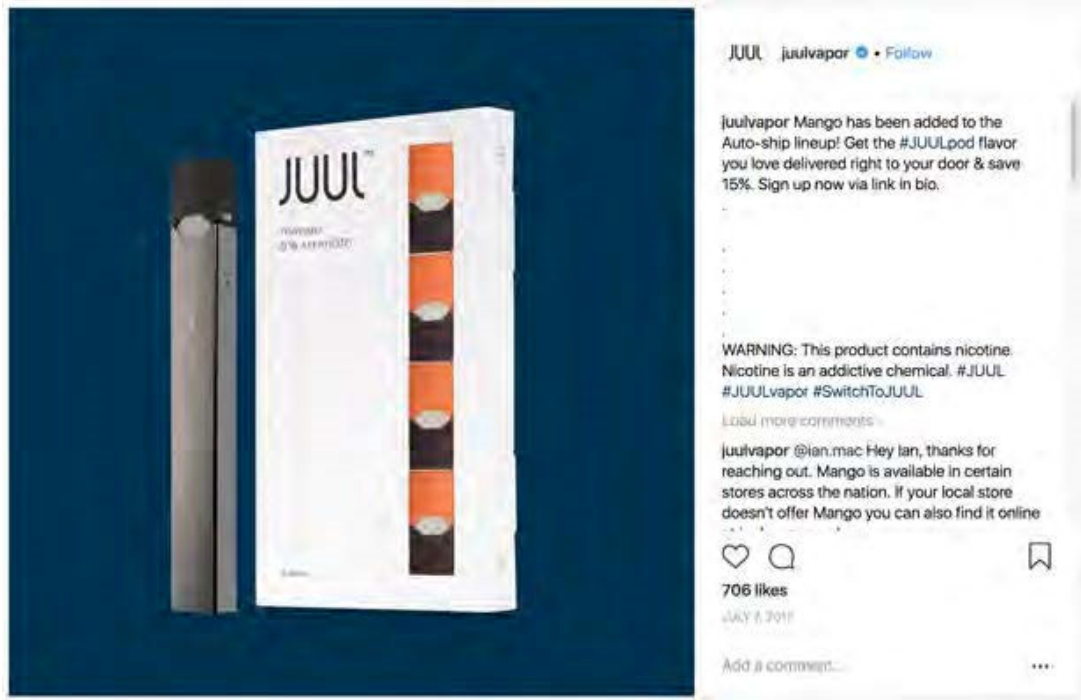 JUUL
5% strength
JUUL juulvapor • Follow
juulvapor Mango has been added to the
Auto-ship lineup! Get the #JUULpod flavor
you love delivered right to your door & save
15%. Sign up now via link in bio.
.
.
.
.
.
.
WARNING: This product contains nicotine.
Nicotine is an addictive chemical. #JUUL
#JUULvapor #SwitchToJUUL
Load more comments
juulvapor @ian.mac Hey Ian, thanks for
reaching out. Mango is available in certain
stores across the nation. If your local store
doesn't offer Mango you can also find it online
706 likes
Add a comment...